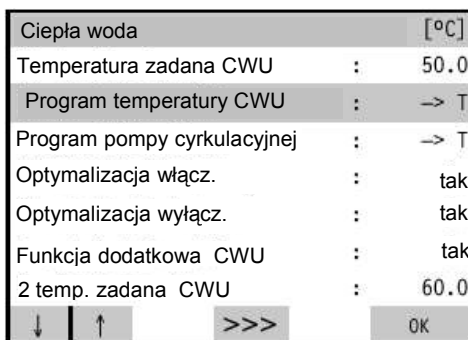 Ciepła woda [°C]
Temperatura zadana CWU : 50.0
Program temperatury CWU : —> T
Program pompy cyrkulacyjnej : —> T
Optymalizacja włącz. : tak
Optymalizacja wyłącz. : tak
Funkcja dodatkowa CWU : tak
2 temp. zadana CWU : 60.0
↓ ↑ >>> OK